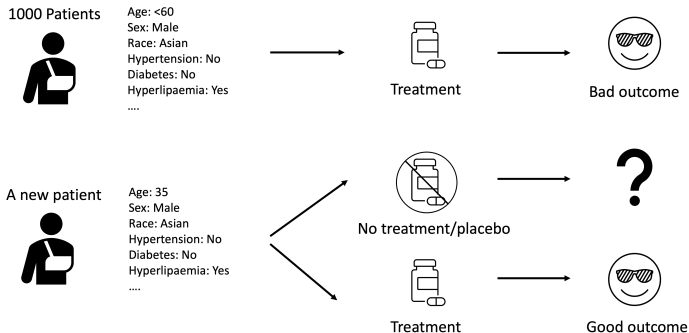 1000 Patients
Age: <60
Sex: Male
Race: Asian
Hypertension: No
Diabetes: No
Hyperlipaemia: Yes
....
Treatment
Bad outcome
A new patient
Age: 35
Sex: Male
Race: Asian
Hypertension: No
Diabetes: No
Hyperlipaemia: Yes
....
No treatment/placebo
?
Treatment
Good outcome